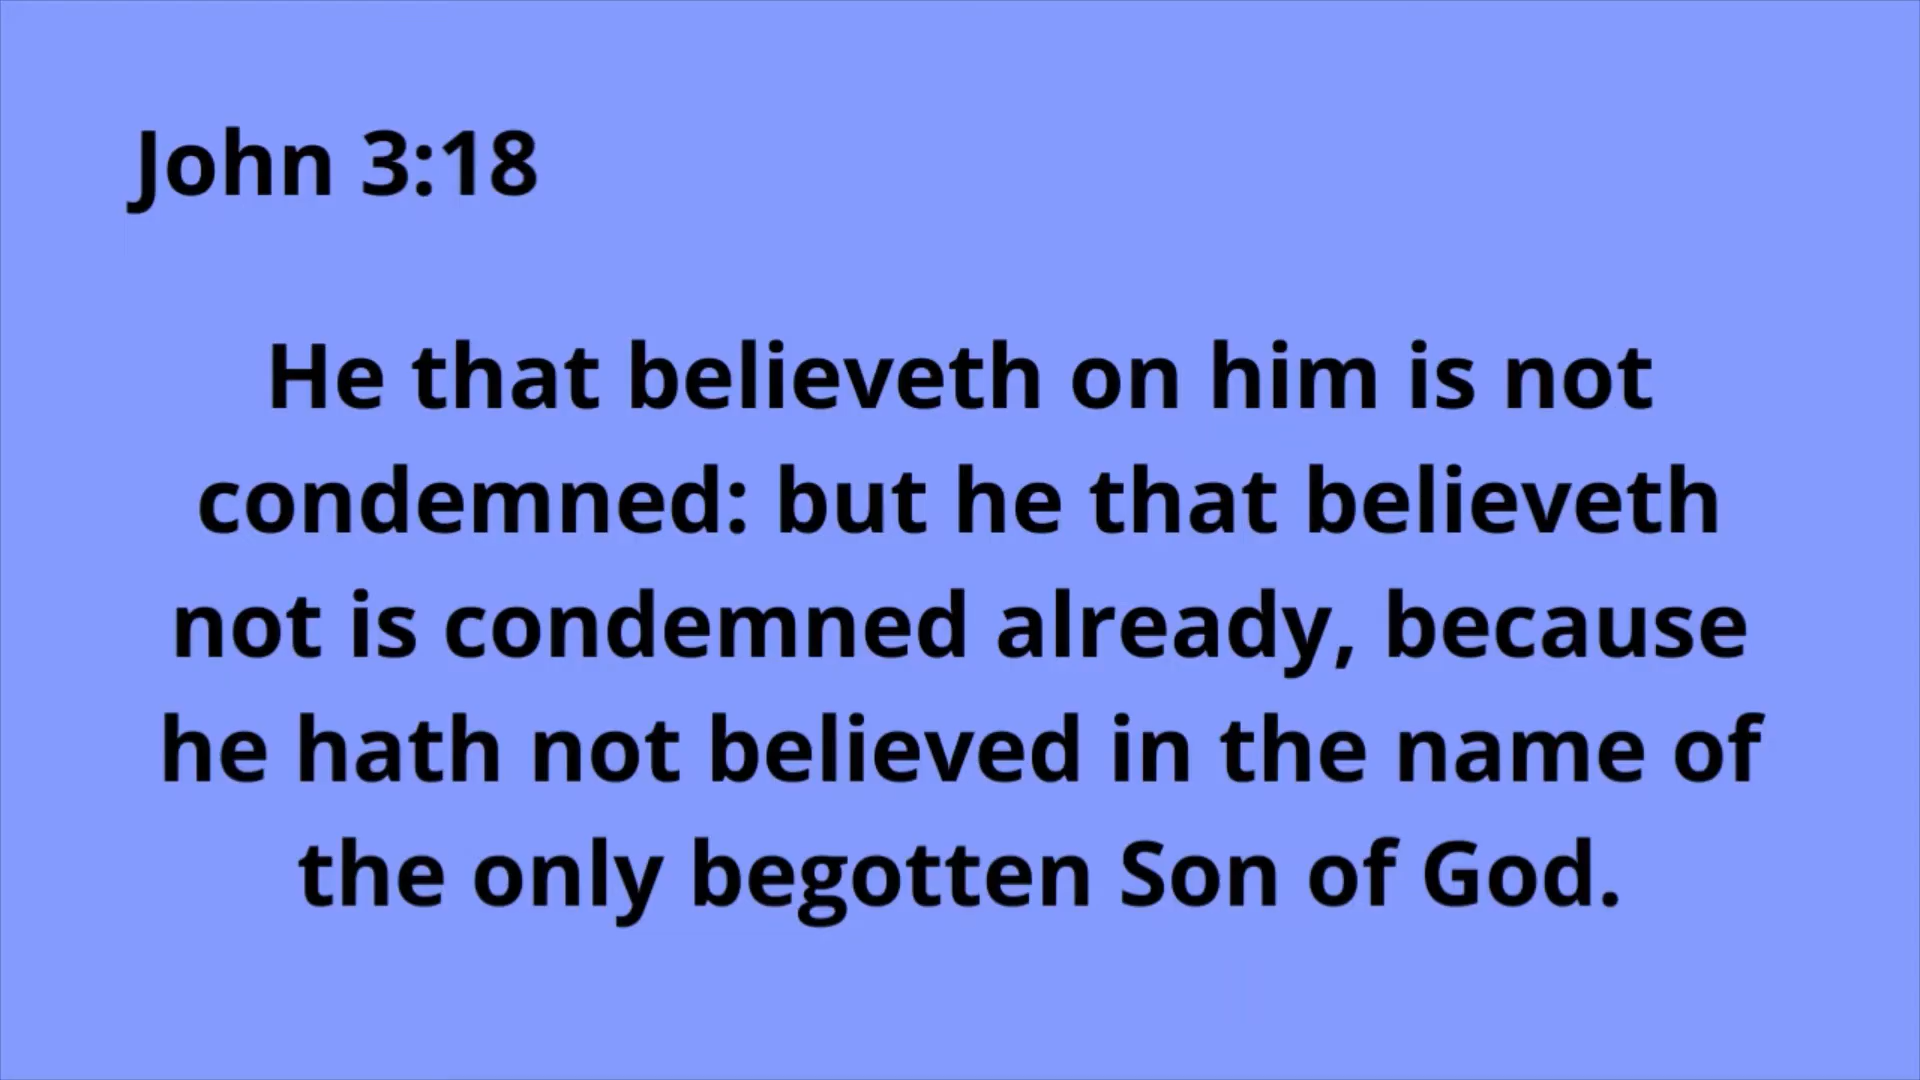 John 3:18
He that believeth on him is not
condemned: but he that believeth
not is condemned already, because
he hath not believed in the name of
the only begotten Son of God.